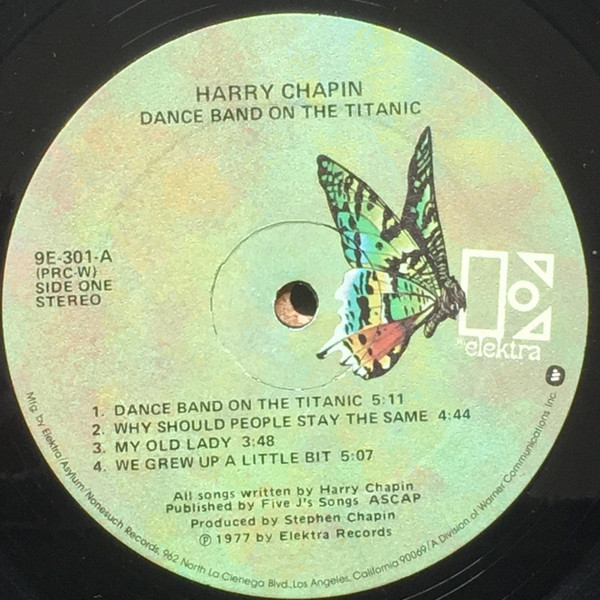 HARRY CHAPIN
DANCE BAND ON THE TITANIC
9E-301-A
(PRC-W)
SIDE ONE
STEREO
elektra
1. DANCE BAND ON THE TITANIC 5:11
2. WHY SHOULD PEOPLE STAY THE SAME 4:44
3. MY OLD LADY 3:48
4. WE GREW UP A LITTLE BIT 5:07
All songs written by Harry Chapin
Published by Five J's Songs ASCAP
Produced by Stephen Chapin
℗ 1977 by Elektra Records
Mfg. by Elektra/Asylum/Nonesuch Records, 962 North La Cienega Blvd., Los Angeles, California 90069/A Division of Warner Communications Inc.